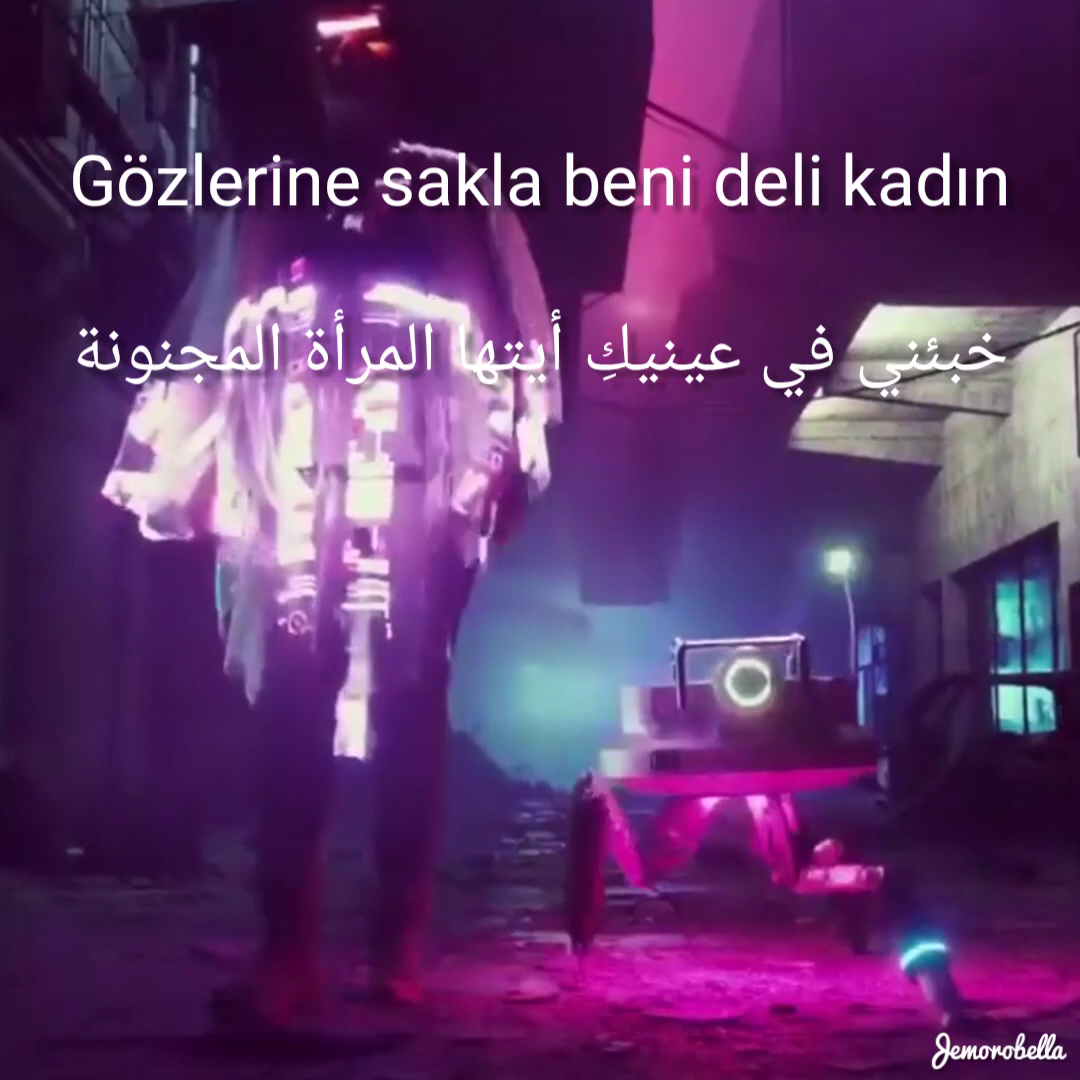 Gözlerine sakla beni deli kadın
خبئني في عينيكِ أيتها المرأة المجنونة
Jemorobella